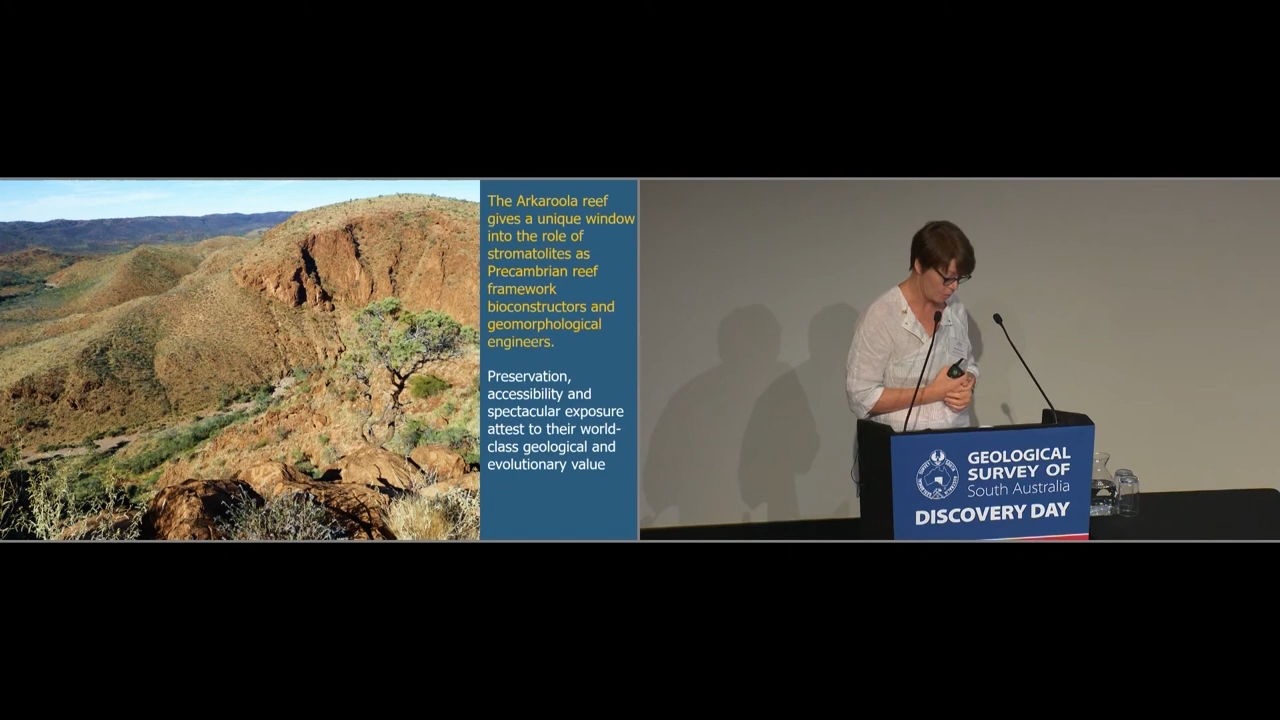 The Arkaroola reef
gives a unique window
into the role of
stromatolites as
Precambrian reef
framework
bioconstructors and
geomorphological
engineers.
Preservation,
accessibility and
spectacular exposure
attest to their world-
class geological and
evolutionary value
GEOLOGICAL
SURVEY OF
South Australia
DISCOVERY DAY